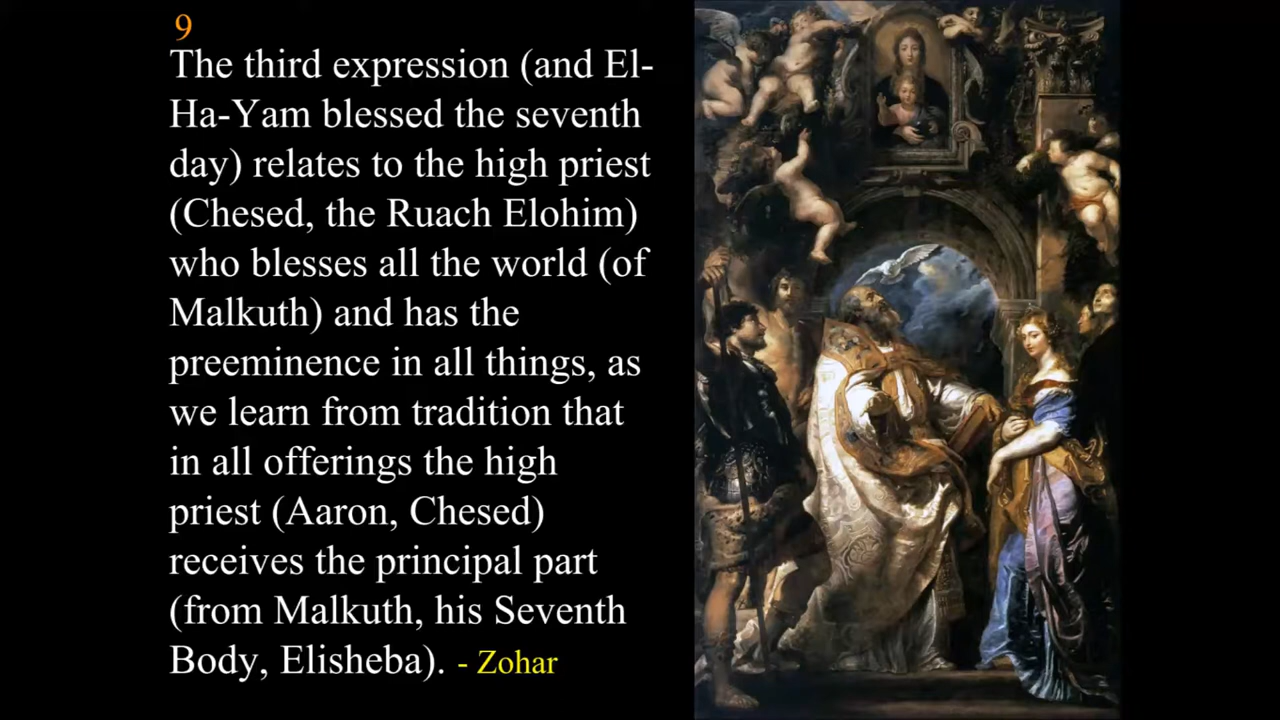 9
The third expression (and El-
Ha-Yam blessed the seventh
day) relates to the high priest
(Chesed, the Ruach Elohim)
who blesses all the world (of
Malkuth) and has the
preeminence in all things, as
we learn from tradition that
in all offerings the high
priest (Aaron, Chesed)
receives the principal part
(from Malkuth, his Seventh
Body, Elisheba). - Zohar